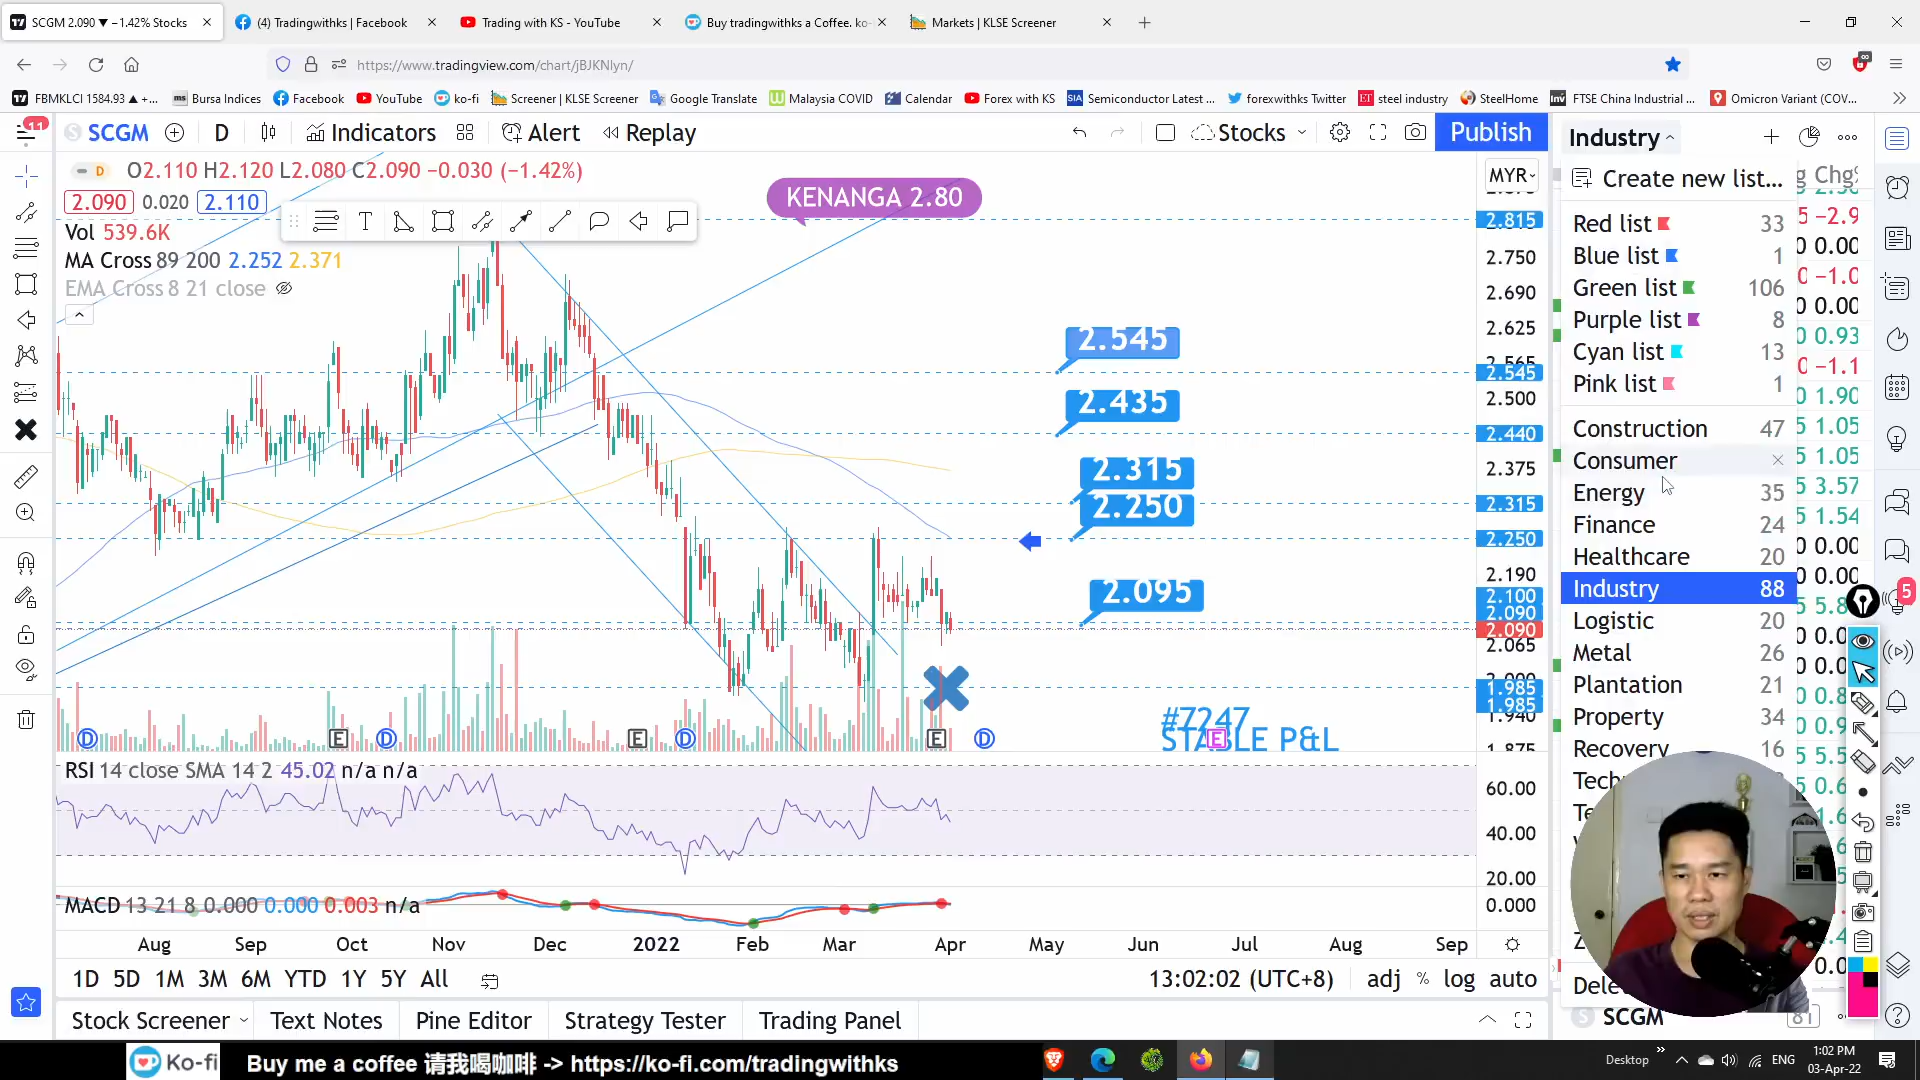 SCGM 2.090 ▼ −1.42% Stocks
(4) Tradingwithks | Facebook
Trading with KS - YouTube
Buy tradingwithks a Coffee. ko-
Markets | KLSE Screener
https://www.tradingview.com/chart/jBJKNlyn/
FBMKLCI 1584.93 ▲ +...
Bursa Indices
Facebook
YouTube
ko-fi
Screener | KLSE Screener
Google Translate
Malaysia COVID
Calendar
Forex with KS
Semiconductor Latest ...
forexwithks Twitter
steel industry
SteelHome
FTSE China Industrial ...
Omicron Variant (COV...
11
SCGM
D
Indicators
Alert
Replay
Stocks
Publish
Industry
D
O2.110 H2.120 L2.080 C2.090 −0.030 (−1.42%)
2.090 0.020 2.110
Vol 539.6K
MA Cross 89 200 2.252 2.371
EMA Cross 8 21 close
KENANGA 2.80
MYR
2.815
2.750
2.690
2.625
2.565
2.545
2.500
2.440
2.375
2.315
2.250
2.190
2.100
2.090
2.090
2.065
1.985
1.985
1.940
1.875
2.545
2.435
2.315
2.250
2.095
#7247
STABLE P&L
D
E
D
E
D
E
D
E
RSI 14 close SMA 14 2 45.02 n/a n/a
60.00
40.00
20.00
MACD 13 21 8 0.000 0.000 0.003 n/a
0.000
Aug Sep Oct Nov Dec 2022 Feb Mar Apr May Jun Jul Aug Sep
1D 5D 1M 3M 6M YTD 1Y 5Y All
13:02:02 (UTC+8)
adj % log auto
Stock Screener
Text Notes
Pine Editor
Strategy Tester
Trading Panel
Create new list...
Chg%
Red list 33
Blue list 1
Green list 106
Purple list 8
Cyan list 13
Pink list 1
Construction 47
Consumer
Energy 35
Finance 24
Healthcare 20
Industry 88
Logistic 20
Metal 26
Plantation 21
Property 34
Recovery 16
SCGM
81
5
Ko-fi
Buy me a coffee 请我喝咖啡 -> https://ko-fi.com/tradingwithks
Desktop
ENG
1:02 PM
03-Apr-22